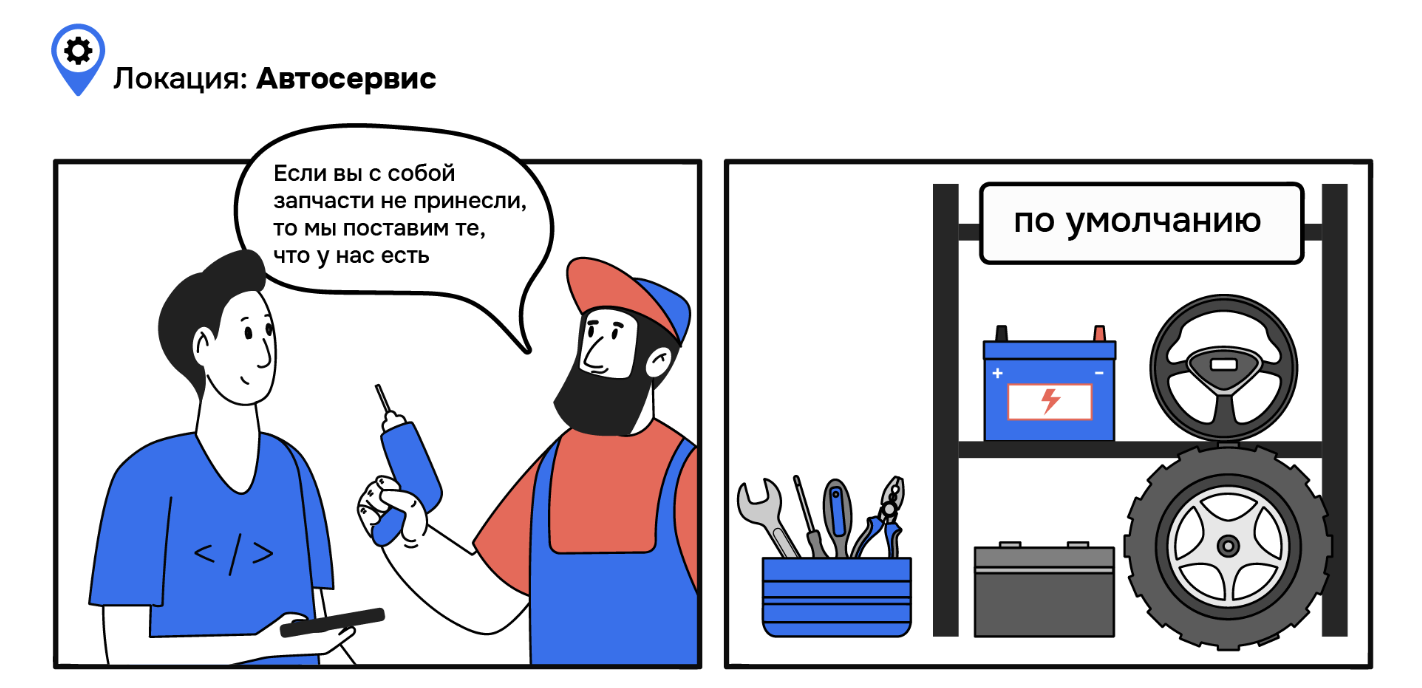 Локация: Автосервис
Если вы с собой
запчасти не принесли,
то мы поставим те,
что у нас есть
по умолчанию
</>
+ −